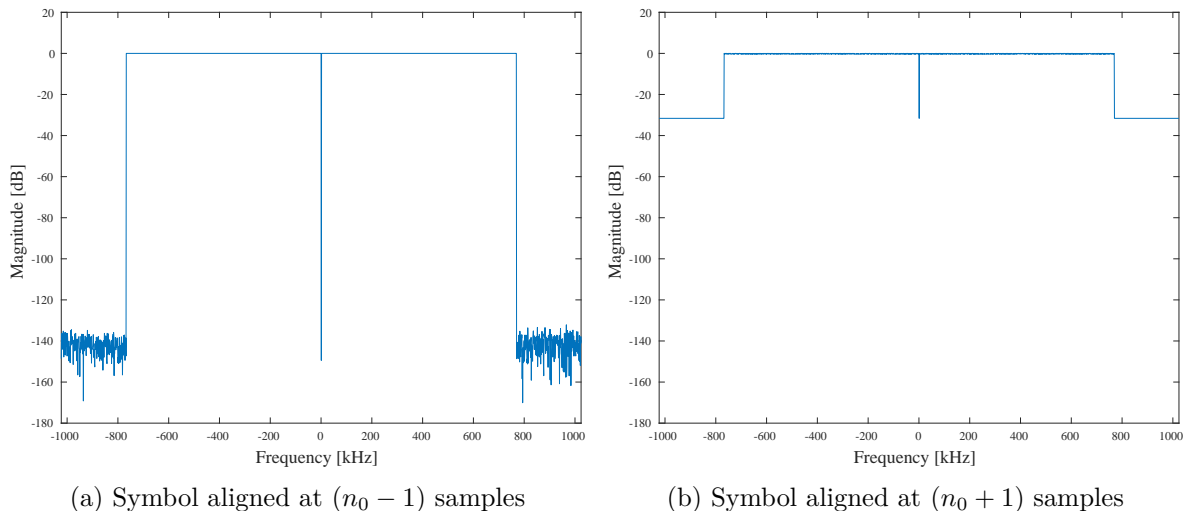 20
0
-20
-40
-60
-80
-100
-120
-140
-160
-180
Magnitude [dB]
-1000 -800 -600 -400 -200 0 200 400 600 800 1000
Frequency [kHz]
(a) Symbol aligned at (n₀ − 1) samples
20
0
-20
-40
-60
-80
-100
-120
-140
-160
-180
Magnitude [dB]
-1000 -800 -600 -400 -200 0 200 400 600 800 1000
Frequency [kHz]
(b) Symbol aligned at (n₀ + 1) samples